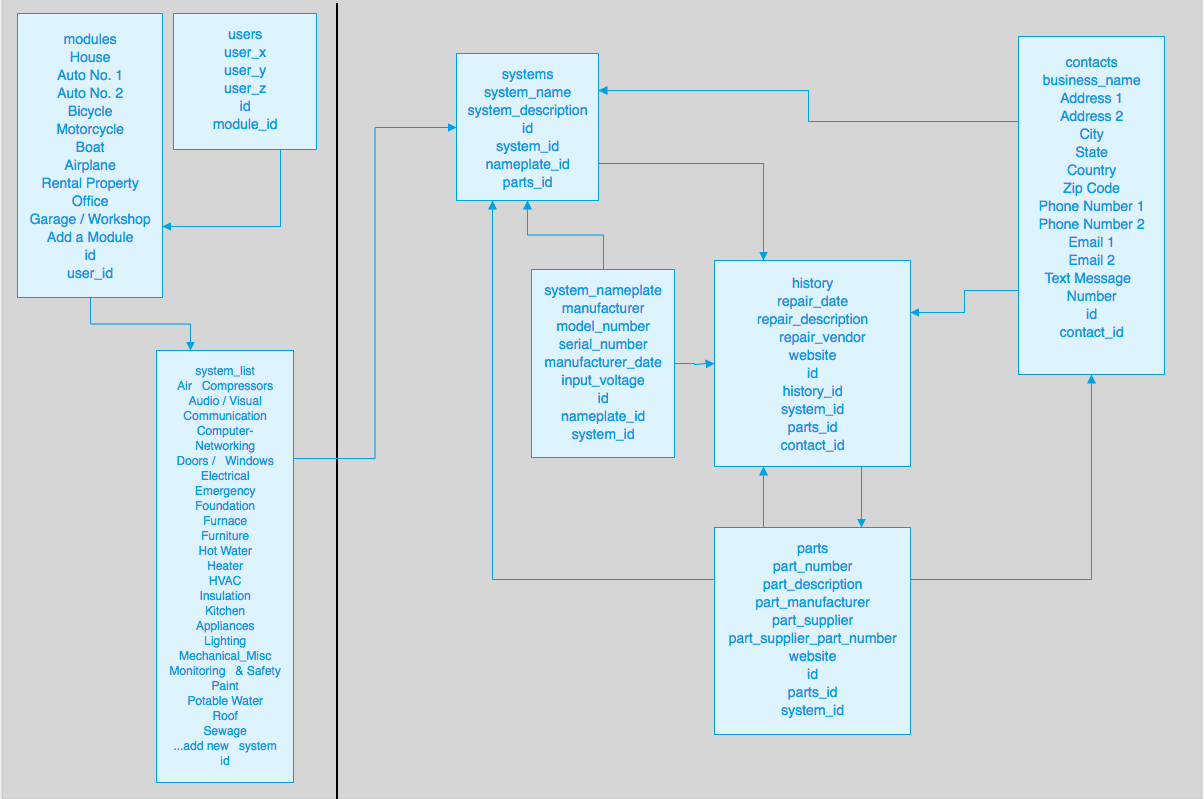 modules
House
Auto No. 1
Auto No. 2
Bicycle
Motorcycle
Boat
Airplane
Rental Property
Office
Garage / Workshop
Add a Module
id
user_id
users
user_x
user_y
user_z
id
module_id
system_list
Air Compressors
Audio / Visual
Communication
Computer-
Networking
Doors / Windows
Electrical
Emergency
Foundation
Furnace
Furniture
Hot Water
Heater
HVAC
Insulation
Kitchen
Appliances
Lighting
Mechanical_Misc
Monitoring & Safety
Paint
Potable Water
Roof
Sewage
...add new system
id
systems
system_name
system_description
id
system_id
nameplate_id
parts_id
system_nameplate
manufacturer
model_number
serial_number
manufacturer_date
input_voltage
id
nameplate_id
system_id
history
repair_date
repair_description
repair_vendor
website
id
history_id
system_id
parts_id
contact_id
parts
part_number
part_description
part_manufacturer
part_supplier
part_supplier_part_number
website
id
parts_id
system_id
contacts
business_name
Address 1
Address 2
City
State
Country
Zip Code
Phone Number 1
Phone Number 2
Email 1
Email 2
Text Message
Number
id
contact_id